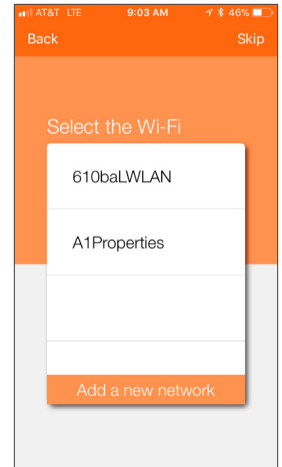 AT&T LTE 9:03 AM 46%
Back Skip
Select the Wi-Fi
610baLWLAN
A1Properties
Add a new network